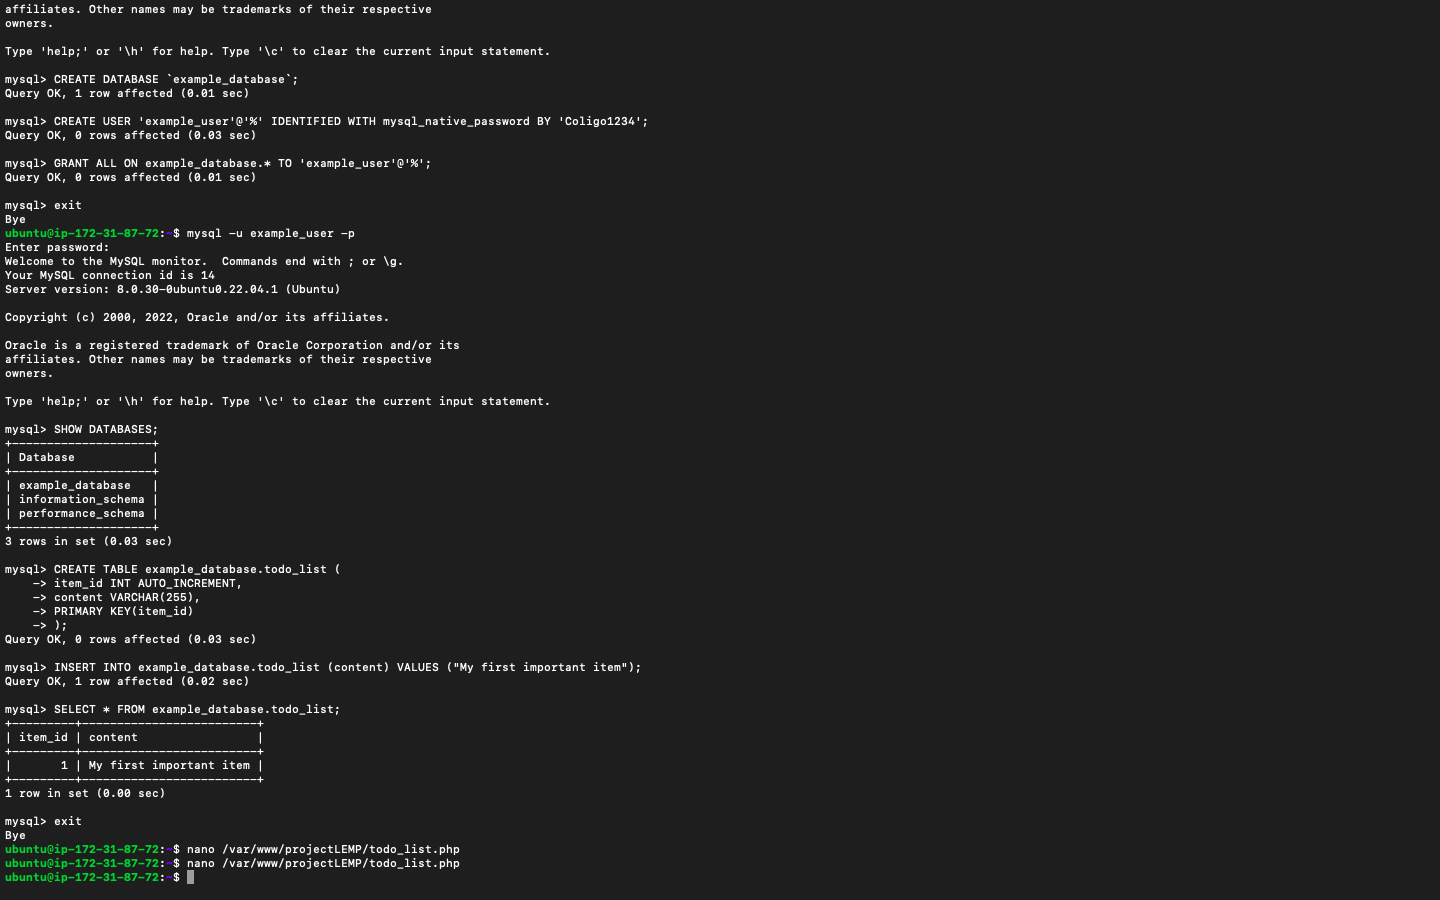 affiliates. Other names may be trademarks of their respective
owners.
Type 'help;' or '\h' for help. Type '\c' to clear the current input statement.
mysql> CREATE DATABASE `example_database`;
Query OK, 1 row affected (0.01 sec)
mysql> CREATE USER 'example_user'@'%' IDENTIFIED WITH mysql_native_password BY 'Coligo1234';
Query OK, 0 rows affected (0.03 sec)
mysql> GRANT ALL ON example_database.* TO 'example_user'@'%';
Query OK, 0 rows affected (0.01 sec)
mysql> exit
Bye
ubuntu@ip-172-31-87-72:~$ mysql -u example_user -p
Enter password:
Welcome to the MySQL monitor.  Commands end with ; or \g.
Your MySQL connection id is 14
Server version: 8.0.30-0ubuntu0.22.04.1 (Ubuntu)
Copyright (c) 2000, 2022, Oracle and/or its affiliates.
Oracle is a registered trademark of Oracle Corporation and/or its
affiliates. Other names may be trademarks of their respective
owners.
Type 'help;' or '\h' for help. Type '\c' to clear the current input statement.
mysql> SHOW DATABASES;
+--------------------+
| Database           |
+--------------------+
| example_database   |
| information_schema |
| performance_schema |
+--------------------+
3 rows in set (0.03 sec)
mysql> CREATE TABLE example_database.todo_list (
    -> item_id INT AUTO_INCREMENT,
    -> content VARCHAR(255),
    -> PRIMARY KEY(item_id)
    -> );
Query OK, 0 rows affected (0.03 sec)
mysql> INSERT INTO example_database.todo_list (content) VALUES ("My first important item");
Query OK, 1 row affected (0.02 sec)
mysql> SELECT * FROM example_database.todo_list;
+---------+-------------------------+
| item_id | content                 |
+---------+-------------------------+
|       1 | My first important item |
+---------+-------------------------+
1 row in set (0.00 sec)
mysql> exit
Bye
ubuntu@ip-172-31-87-72:~$ nano /var/www/projectLEMP/todo_list.php
ubuntu@ip-172-31-87-72:~$ nano /var/www/projectLEMP/todo_list.php
ubuntu@ip-172-31-87-72:~$